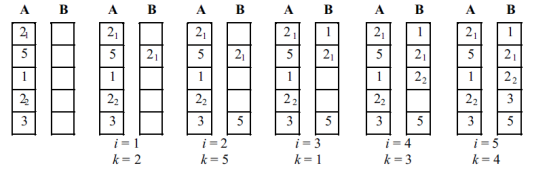 A B A B A B A B A B A B
2₁ 2₁ 2₁ 2₁ 1 2₁ 1 2₁ 1
5 5 2₁ 5 2₁ 5 2₁ 5 2₁ 5 2₁
1 1 1 1 1 2₂ 1 2₂
2₂ 2₂ 2₂ 2₂ 2₂ 2₂ 3
3 3 3 5 3 5 3 5 3 5
i = 1 i = 2 i = 3 i = 4 i = 5
k = 2 k = 5 k = 1 k = 3 k = 4